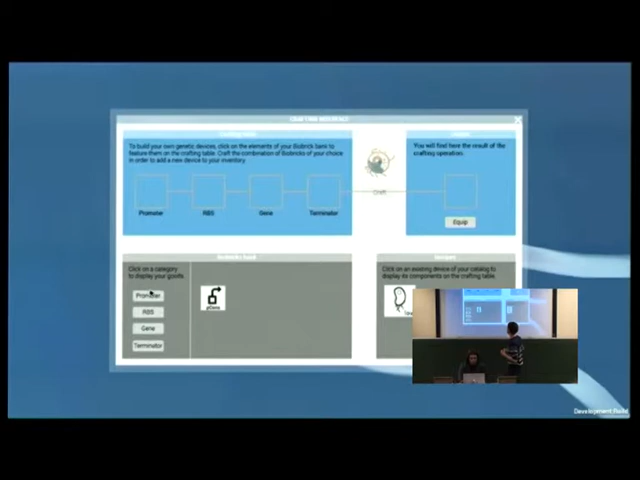 CRAFTING INTERFACE
To build your own genetic devices, click on the elements of your Biobrick bank to
feature them on the crafting table. Craft the combination of Biobricks of your choice
in order to add a new device to your inventory.
Promoter
RBS
Gene
Terminator
Craft
You will find here the result of the
crafting operation.
Equip
Click on a category
to display your goods.
Promoter
RBS
Gene
Terminator
Click on an existing device of your catalog to
display its components on the crafting table.
Development Build